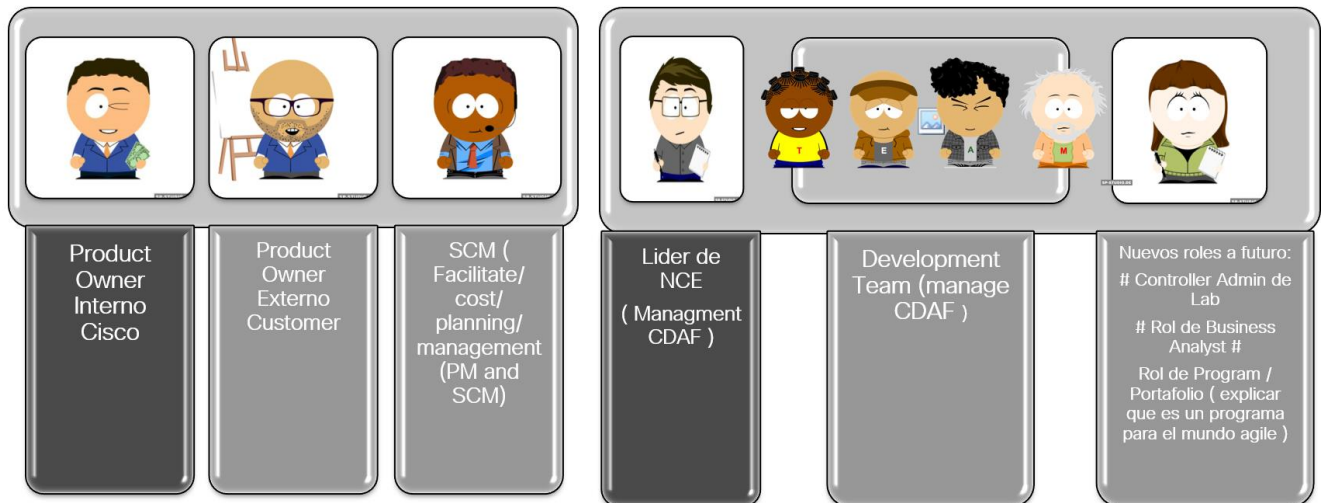 T
E
A
M
Product
Owner
Interno
Cisco
Product
Owner
Externo
Customer
SCM (
Facilitate/
cost/
planning/
management
(PM and
SCM)
Lider de
NCE
( Managment
CDAF )
Development
Team (manage
CDAF )
Nuevos roles a futuro:
# Controller Admin de
Lab
# Rol de Business
Analyst #
Rol de Program /
Portafolio ( explicar
que es un programa
para el mundo agile )